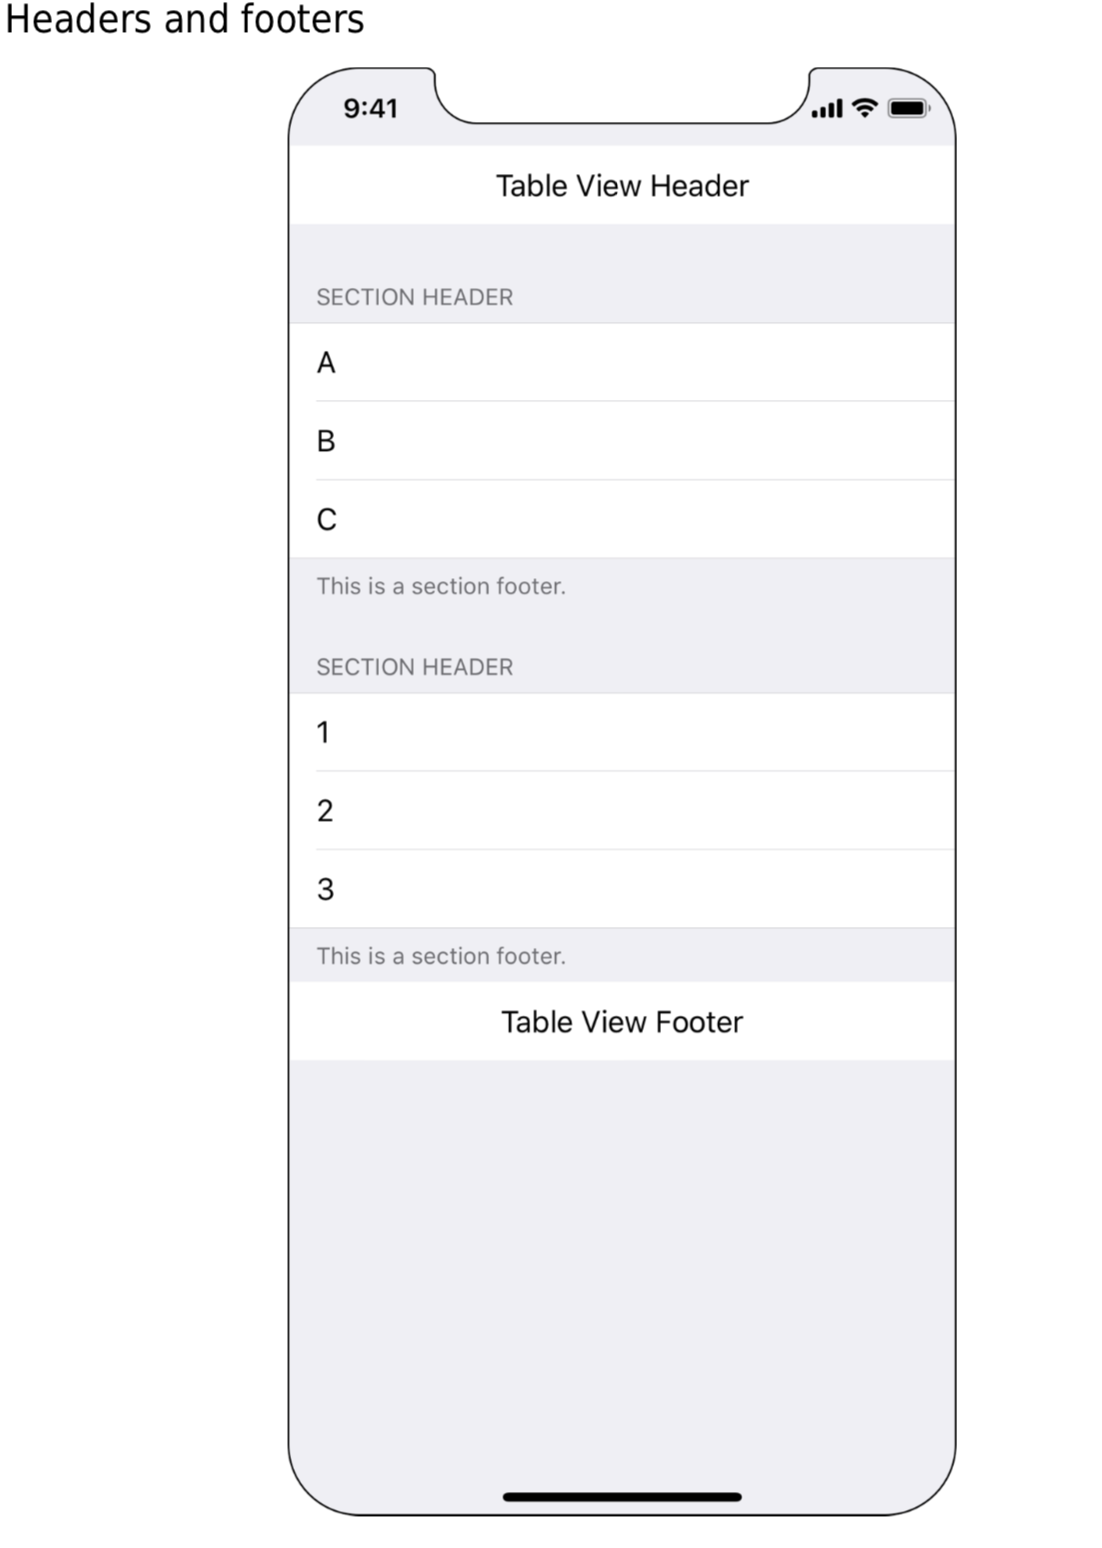 Headers and footers
9:41
Table View Header
SECTION HEADER
A
B
C
This is a section footer.
SECTION HEADER
1
2
3
This is a section footer.
Table View Footer